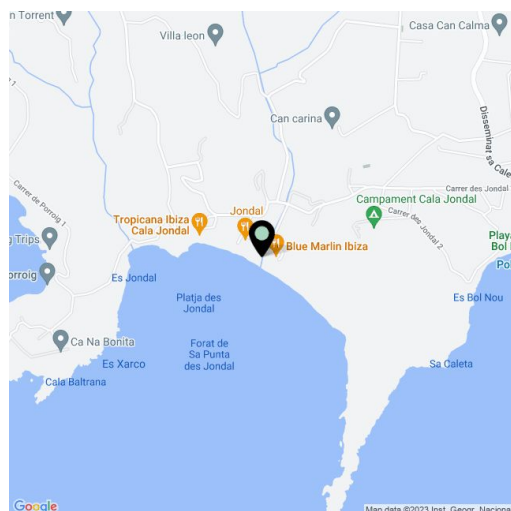 n Torrent
Villa leon
Casa Can Calma
Can carina
Disseminar sa Cale
Carrer de Porroig 1
Campament Cala Jondal
Carrer des Jondal
Carrer des Jondal 2
Tropicana Ibiza
Cala Jondal
Jondal
Blue Marlin Ibiza
g Trips
Porroig
Playa
Bol
Po
Es Jondal
Platja des
Jondal
Es Bol Nou
Forat de
Sa Punta
des Jondal
Ca Na Bonita
Es Xarco
Cala Baltrana
Sa Caleta
Google
Map data ©2023 Inst. Geogr. Nacional